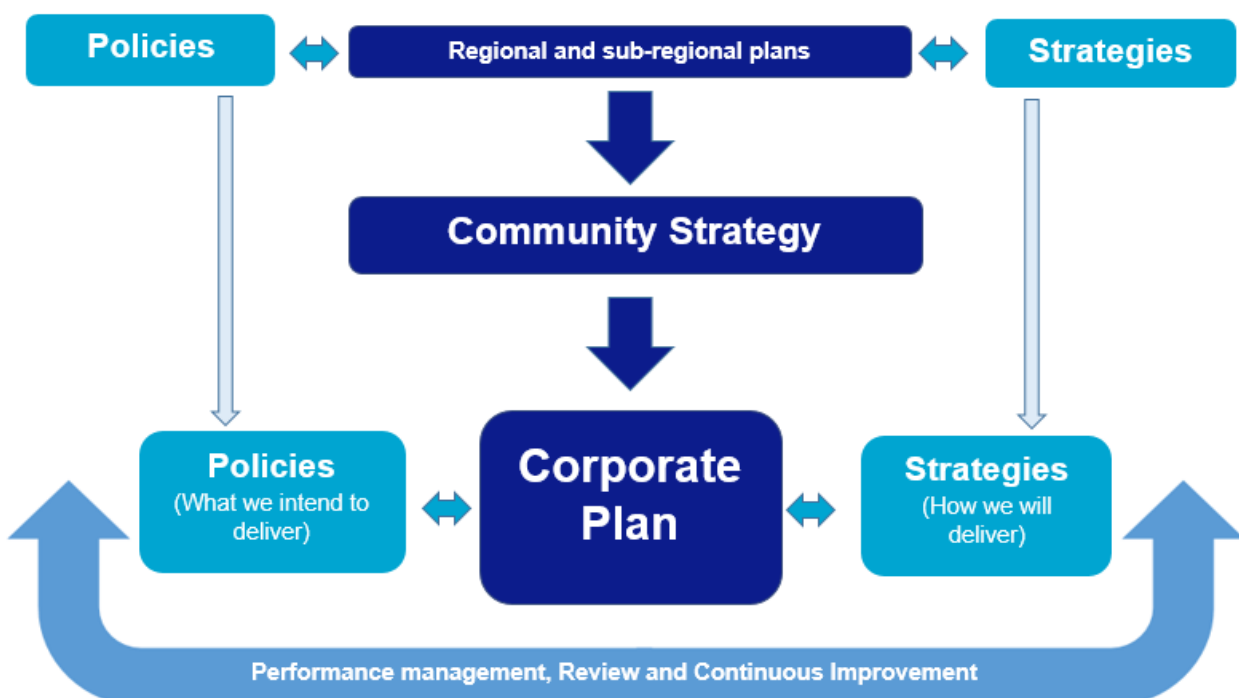 Policies
Regional and sub-regional plans
Strategies
Community Strategy
Corporate
Plan
Policies
(What we intend to
deliver)
Strategies
(How we will
deliver)
Performance management, Review and Continuous Improvement